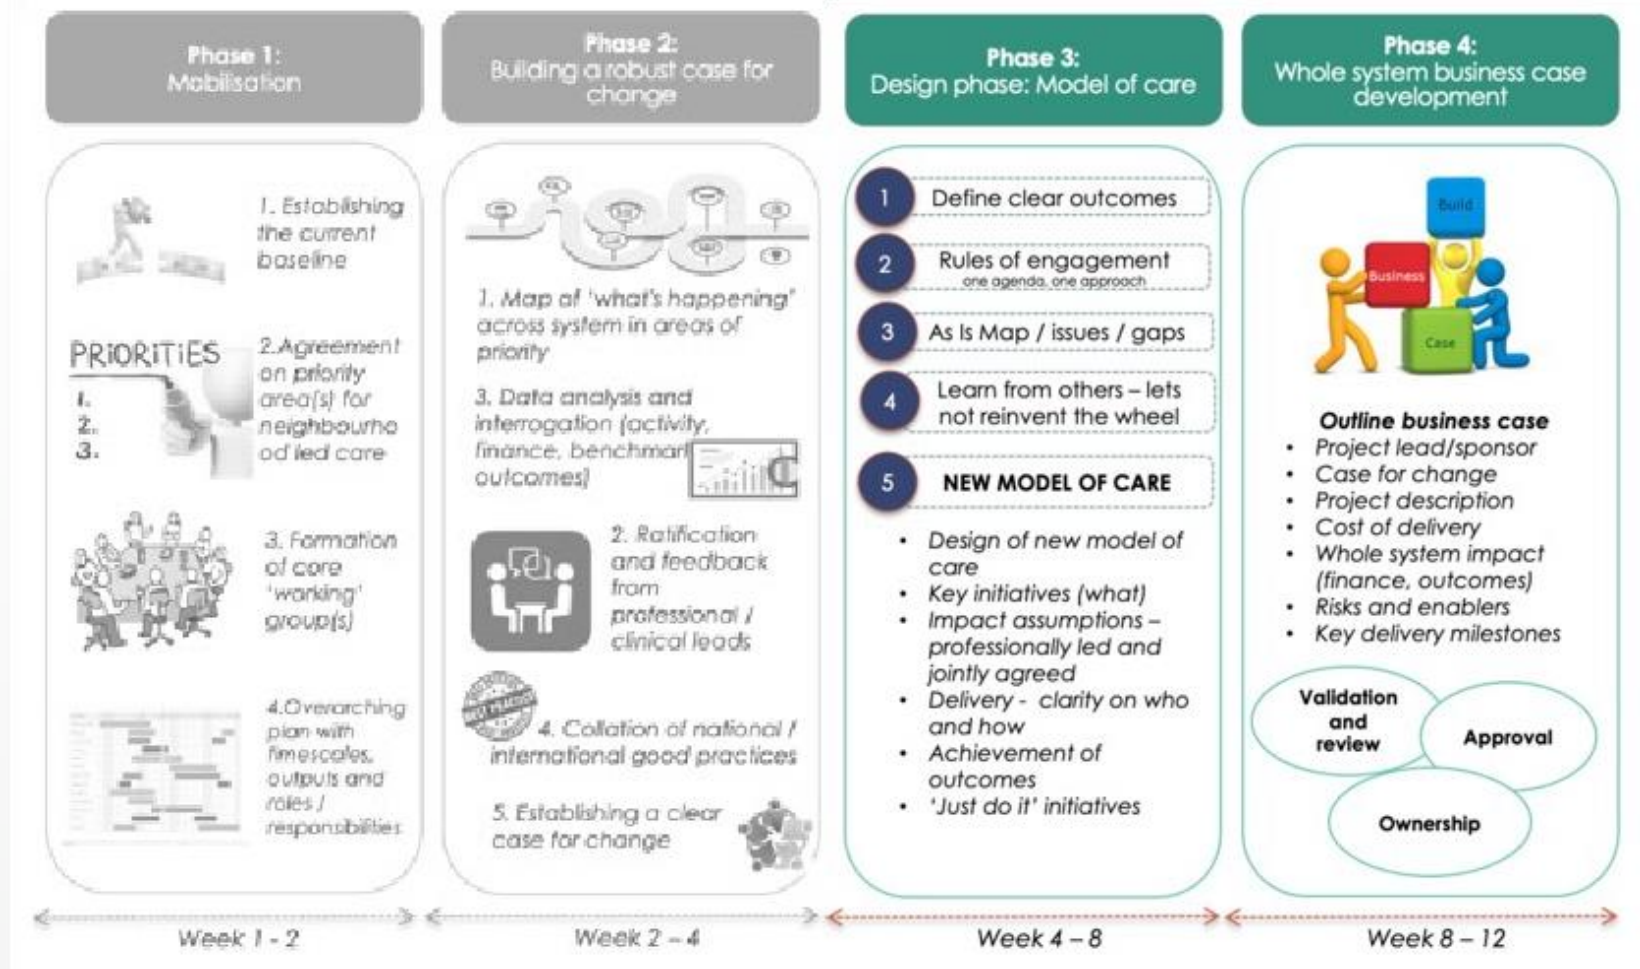 Phase 1:
Mobilisation
1. Establishing
the current
baseline
PRIORITIES
1.
2.
3.
2.Agreement
on priority
area(s) for
neighbourho
od led care
3. Formation
of core
'working'
group(s)
4.Overarching
plan with
timescales,
outputs and
roles /
responsibilities
Week 1 - 2
Phase 2:
Building a robust case for
change
1. Map of 'what's happening'
across system in areas of
priority
3. Data analysis and
interrogation (activity,
finance, benchmark
outcomes)
2. Ratification
and feedback
from
professional /
clinical leads
BEST PRACTICE
4. Collation of national /
international good practices
5. Establishing a clear
case for change
Week 2 – 4
Phase 3:
Design phase: Model of care
1 Define clear outcomes
2 Rules of engagement
one agenda, one approach
3 As Is Map / issues / gaps
4 Learn from others – lets
not reinvent the wheel
5 NEW MODEL OF CARE
• Design of new model of
care
• Key initiatives (what)
• Impact assumptions –
professionally led and
jointly agreed
• Delivery - clarity on who
and how
• Achievement of
outcomes
• 'Just do it' initiatives
Week 4 – 8
Phase 4:
Whole system business case
development
Build
Business
Case
Outline business case
• Project lead/sponsor
• Case for change
• Project description
• Cost of delivery
• Whole system impact
(finance, outcomes)
• Risks and enablers
• Key delivery milestones
Validation
and
review
Approval
Ownership
Week 8 – 12